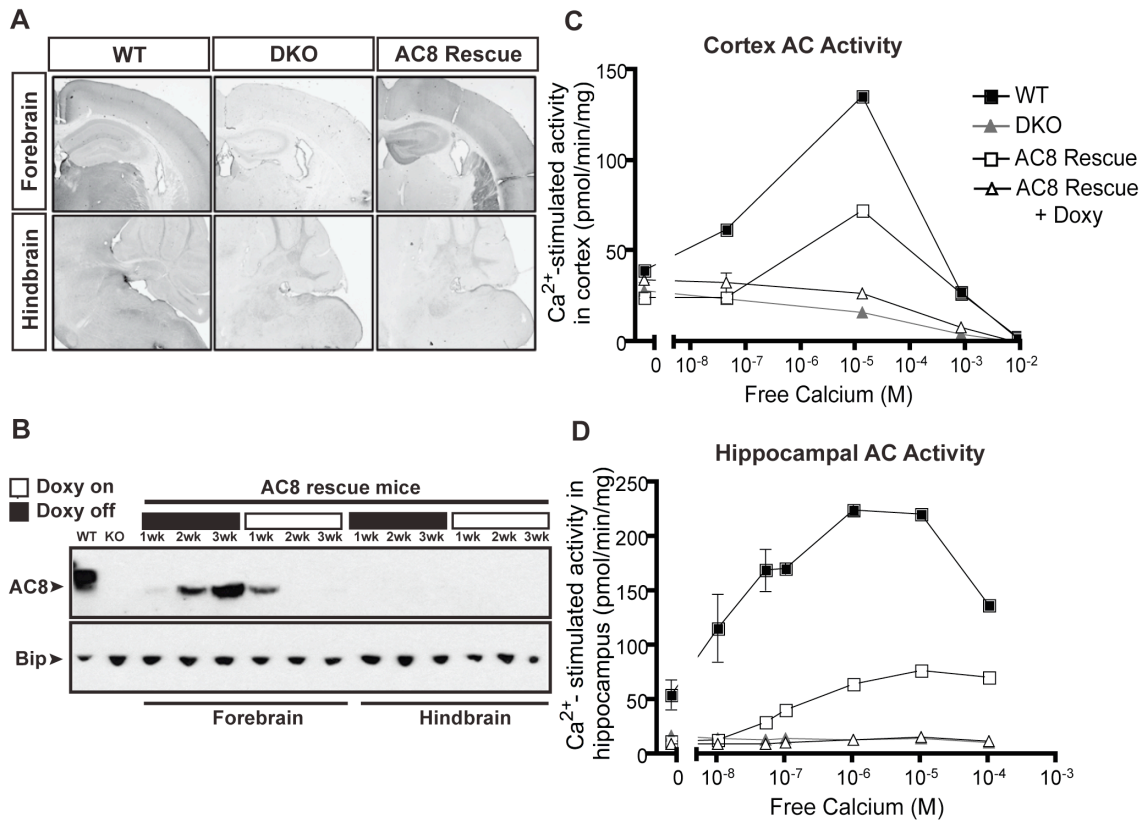 A
WT DKO AC8 Rescue
Forebrain
Hindbrain
B
Doxy on
Doxy off
AC8 rescue mice
WT KO 1wk 2wk 3wk 1wk 2wk 3wk 1wk 2wk 3wk 1wk 2wk 3wk
AC8
Bip
Forebrain Hindbrain
C
Cortex AC Activity
Ca2+-stimulated activity
in cortex (pmol/min/mg)
150
100
50
0
0 10-8 10-7 10-6 10-5 10-4 10-3 10-2
Free Calcium (M)
WT
DKO
AC8 Rescue
AC8 Rescue
+ Doxy
D
Hippocampal AC Activity
Ca2+- stimulated activity in
hippocampus (pmol/min/mg)
250
200
150
100
50
0
0 10-8 10-7 10-6 10-5 10-4 10-3
Free Calcium (M)